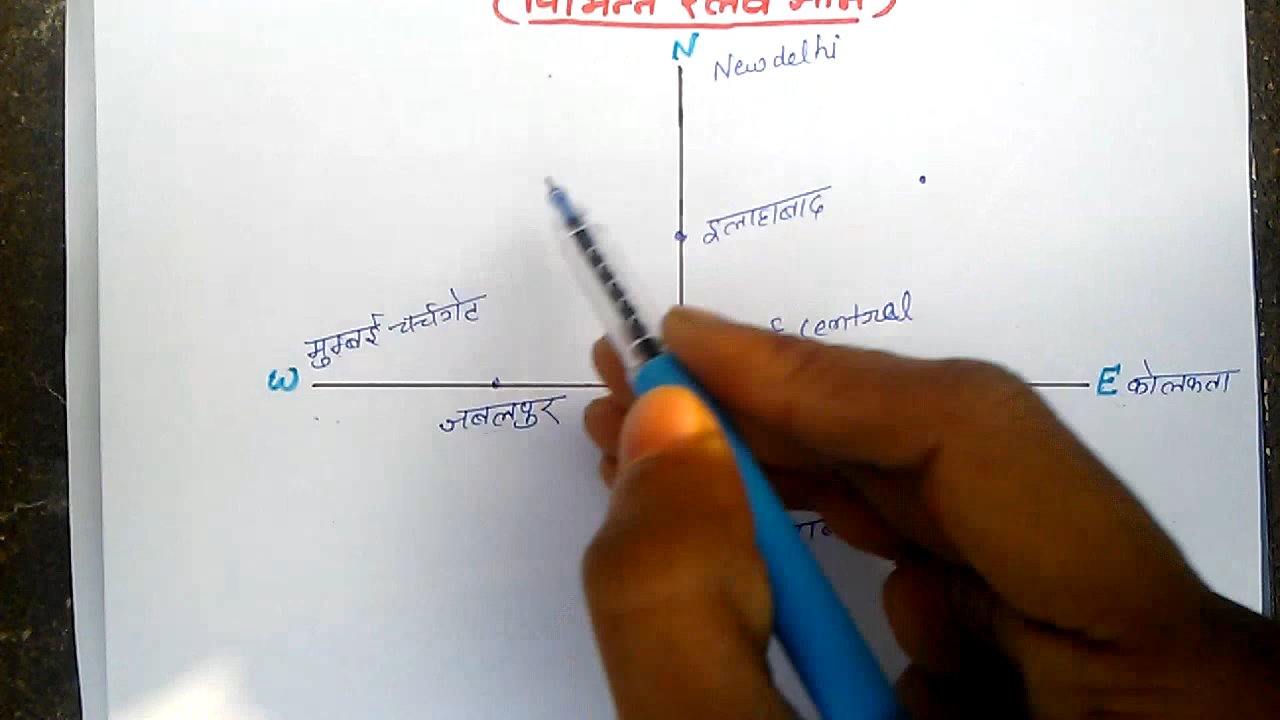 N
New delhi
इलाहाबाद
central
मुम्बई चर्चगेट
W
E कोलकता
जबलपुर